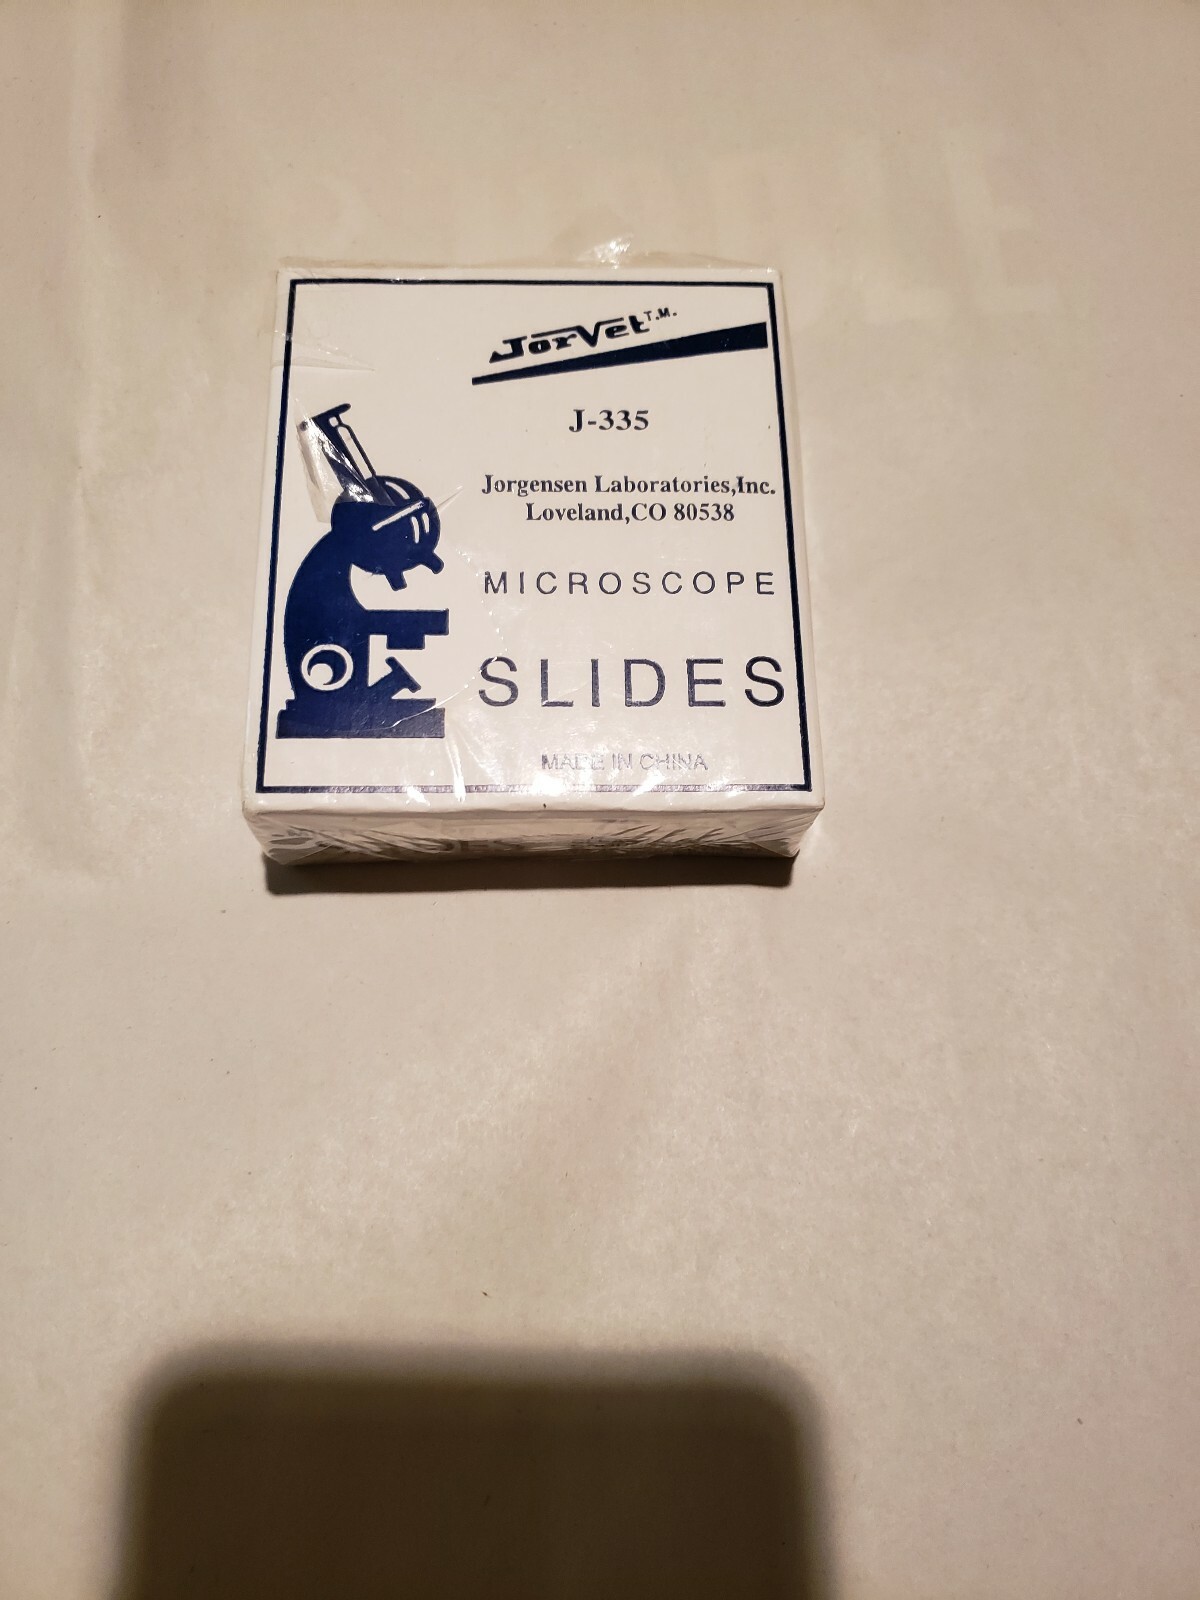 JorVet T.M.
J-335
Jorgensen Laboratories,Inc.
Loveland,CO 80538
MICROSCOPE
SLIDES
MADE IN CHINA